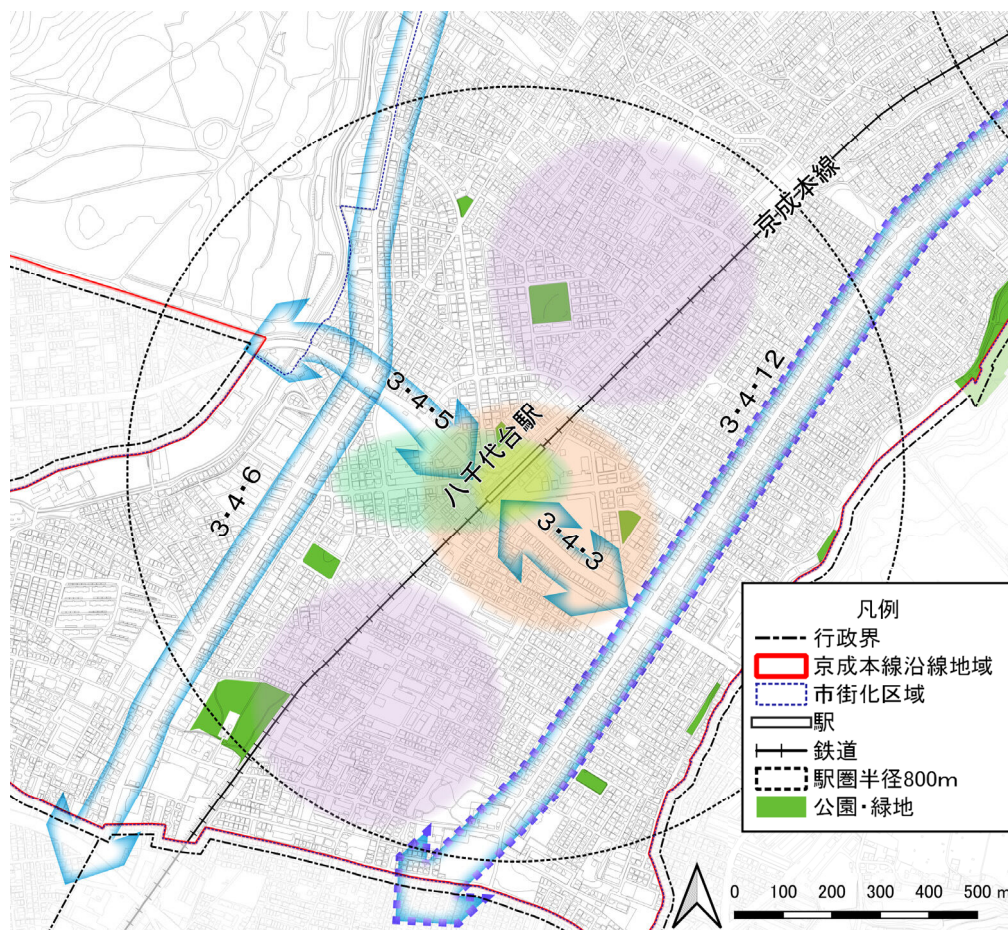 京成本線
3・4・12
3・4・5
八千代台駅
3・4・6
3・4・3
凡例
行政界
京成本線沿線地域
市街化区域
駅
鉄道
駅圏半径800m
公園・緑地
0 100 200 300 400 500 m